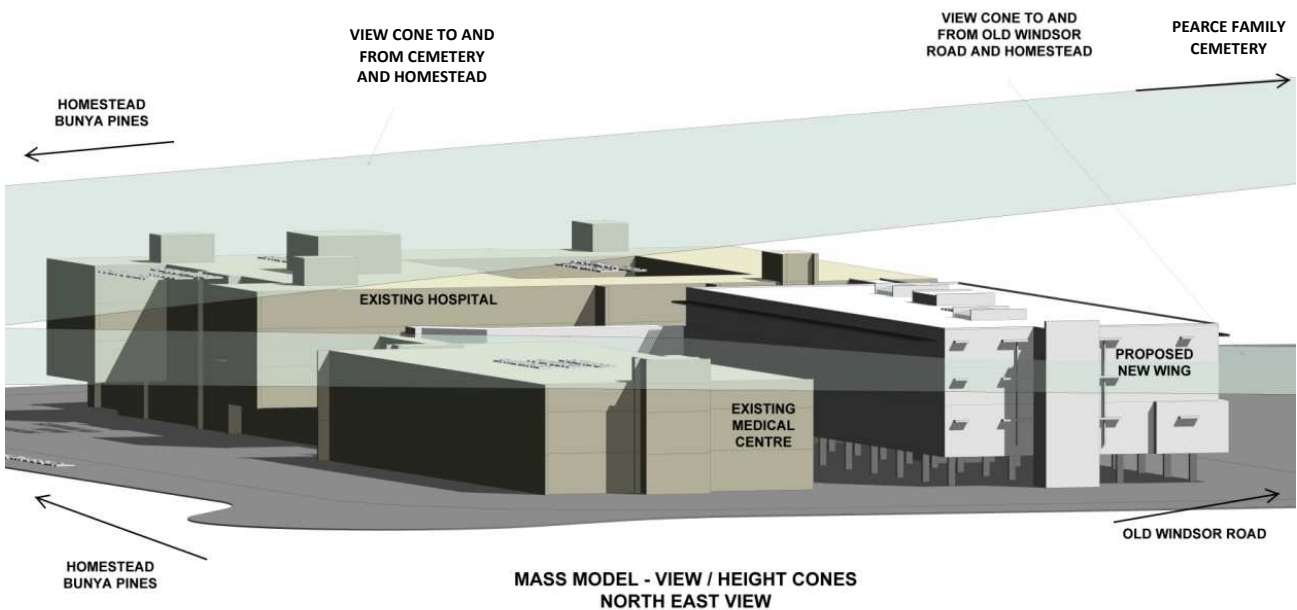 VIEW CONE TO AND
FROM CEMETERY
AND HOMESTEAD
VIEW CONE TO AND
FROM OLD WINDSOR
ROAD AND HOMESTEAD
PEARCE FAMILY
CEMETERY
HOMESTEAD
BUNYA PINES
EXISTING HOSPITAL
PROPOSED
NEW WING
EXISTING
MEDICAL
CENTRE
OLD WINDSOR ROAD
HOMESTEAD
BUNYA PINES
MASS MODEL - VIEW / HEIGHT CONES
NORTH EAST VIEW